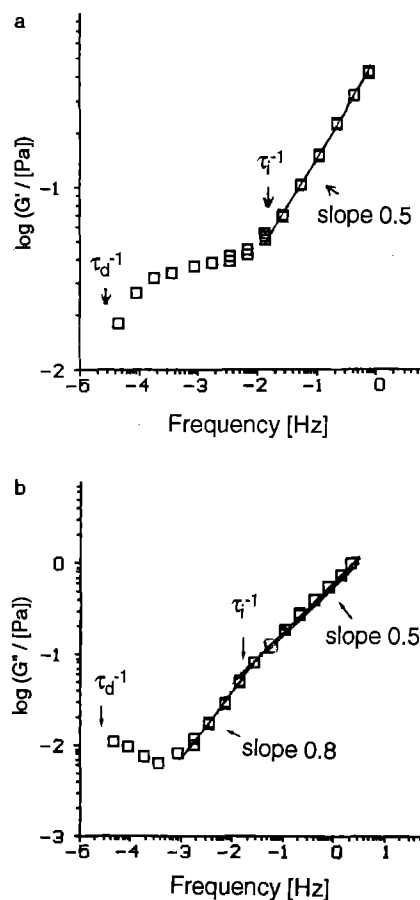 a
log (G' / [Pa])
-1
-2
τd-1
τi-1
slope 0.5
-5 -4 -3 -2 -1 0
Frequency [Hz]
b
log (G" / [Pa])
0
-1
-2
-3
τd-1
τi-1
slope 0.5
slope 0.8
-5 -4 -3 -2 -1 0 1
Frequency [Hz]